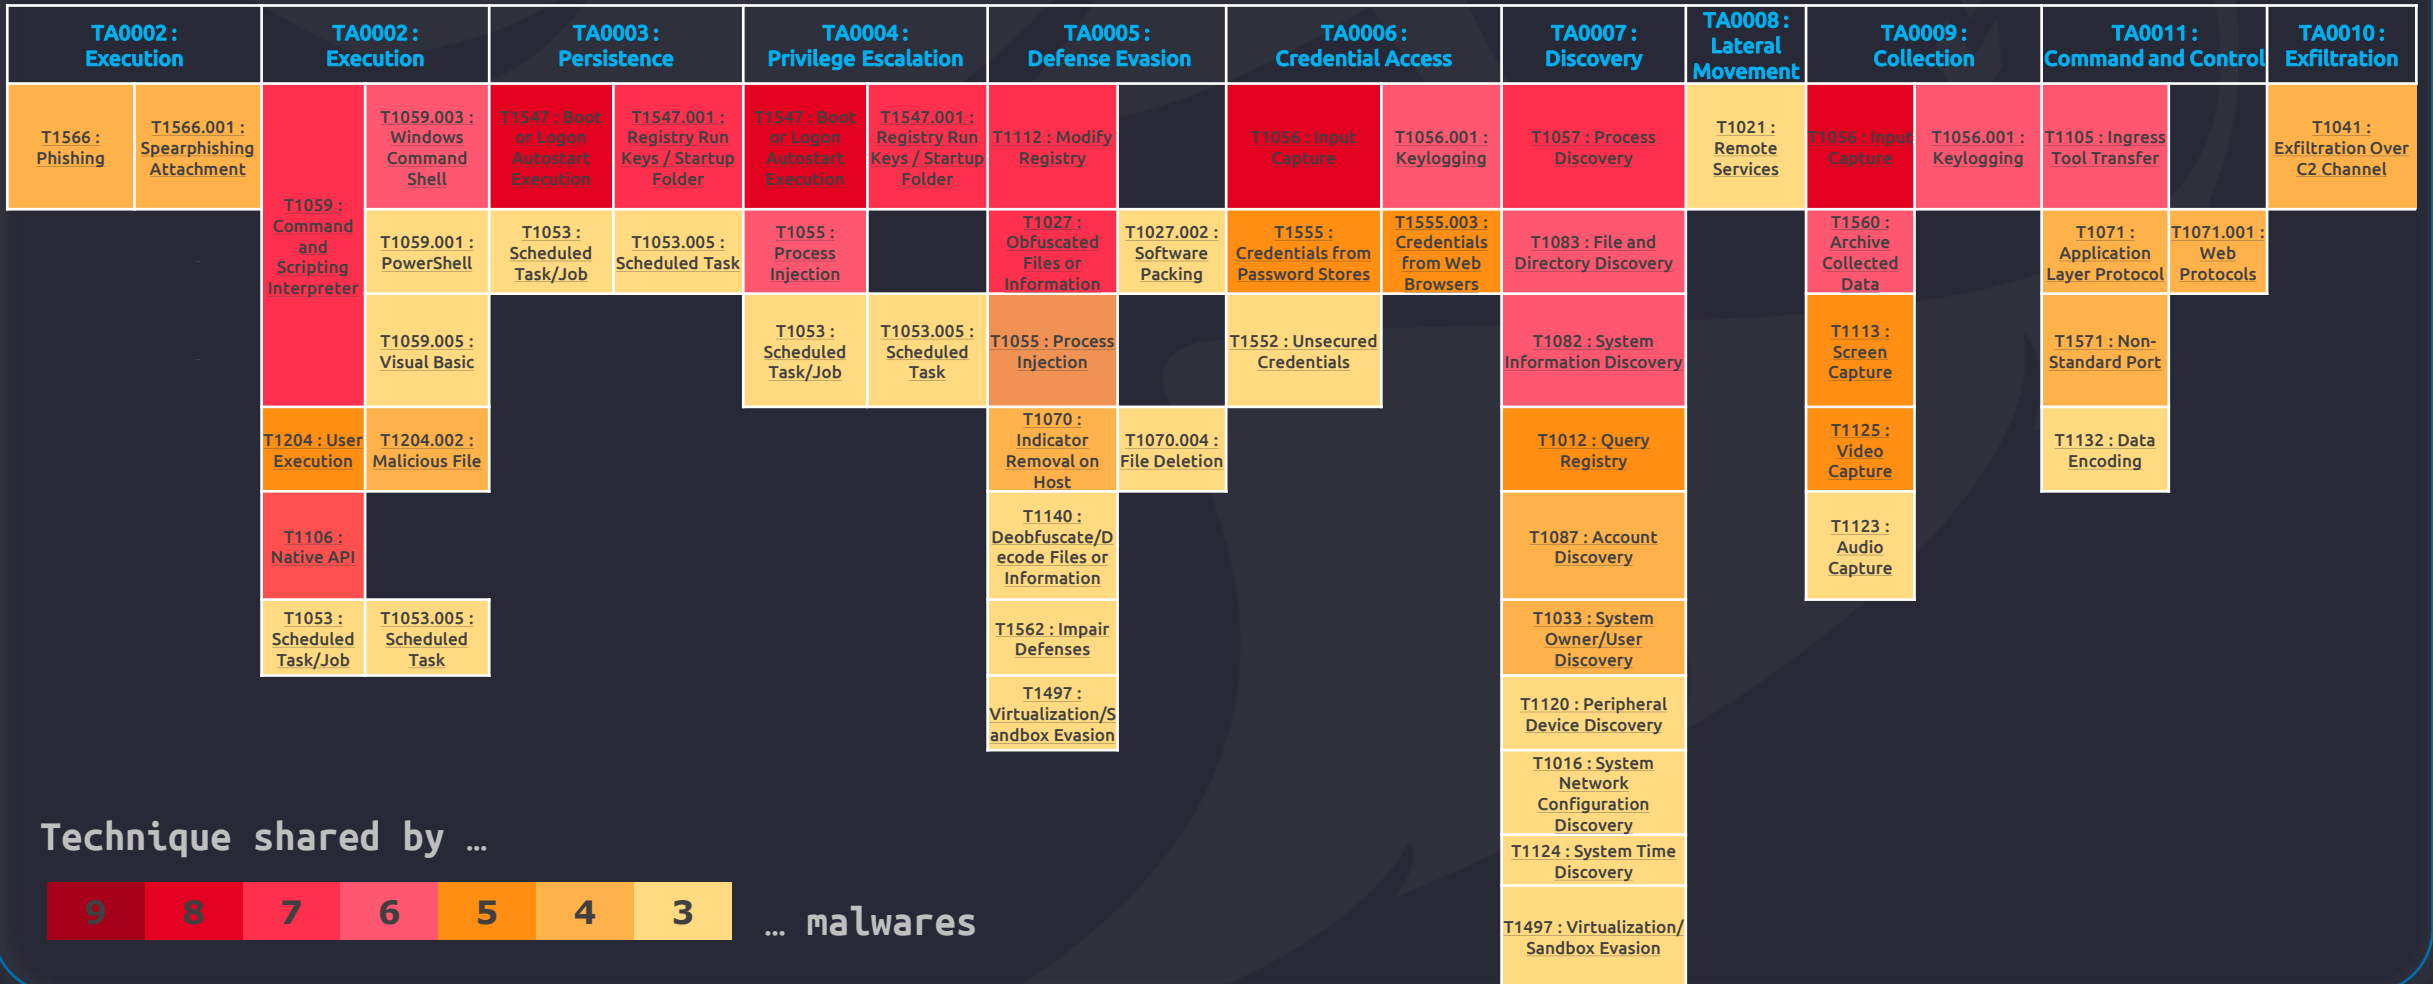 TA0002 :
Execution
TA0002 :
Execution
TA0003 :
Persistence
TA0004 :
Privilege Escalation
TA0005 :
Defense Evasion
TA0006 :
Credential Access
TA0007 :
Discovery
TA0008 :
Lateral
Movement
TA0009 :
Collection
TA0011 :
Command and Control
TA0010 :
Exfiltration
T1566 :
Phishing
T1566.001 :
Spearphishing
Attachment
T1059 :
Command
and
Scripting
Interpreter
T1059.003 :
Windows
Command
Shell
T1547 : Boot
or Logon
Autostart
Execution
T1547.001 :
Registry Run
Keys / Startup
Folder
T1547 : Boot
or Logon
Autostart
Execution
T1547.001 :
Registry Run
Keys / Startup
Folder
T1112 : Modify
Registry
T1056 : Input
Capture
T1056.001 :
Keylogging
T1057 : Process
Discovery
T1021 :
Remote
Services
T1056 : Input
Capture
T1056.001 :
Keylogging
T1105 : Ingress
Tool Transfer
T1041 :
Exfiltration Over
C2 Channel
T1059.001 :
PowerShell
T1053 :
Scheduled
Task/Job
T1053.005 :
Scheduled Task
T1055 :
Process
Injection
T1027 :
Obfuscated
Files or
Information
T1027.002 :
Software
Packing
T1555 :
Credentials from
Password Stores
T1555.003 :
Credentials
from Web
Browsers
T1083 : File and
Directory Discovery
T1560 :
Archive
Collected
Data
T1071 :
Application
Layer Protocol
T1071.001 :
Web
Protocols
T1059.005 :
Visual Basic
T1053 :
Scheduled
Task/Job
T1053.005 :
Scheduled
Task
T1055 : Process
Injection
T1552 : Unsecured
Credentials
T1082 : System
Information Discovery
T1113 :
Screen
Capture
T1571 : Non-
Standard Port
T1204 : User
Execution
T1204.002 :
Malicious File
T1070 :
Indicator
Removal on
Host
T1070.004 :
File Deletion
T1012 : Query
Registry
T1125 :
Video
Capture
T1132 : Data
Encoding
T1106 :
Native API
T1140 :
Deobfuscate/D
ecode Files or
Information
T1087 : Account
Discovery
T1123 :
Audio
Capture
T1053 :
Scheduled
Task/Job
T1053.005 :
Scheduled
Task
T1562 : Impair
Defenses
T1033 : System
Owner/User
Discovery
T1497 :
Virtualization/S
andbox Evasion
T1120 : Peripheral
Device Discovery
T1016 : System
Network
Configuration
Discovery
T1124 : System Time
Discovery
T1497 : Virtualization/
Sandbox Evasion
Technique shared by …
9 8 7 6 5 4 3
… malwares